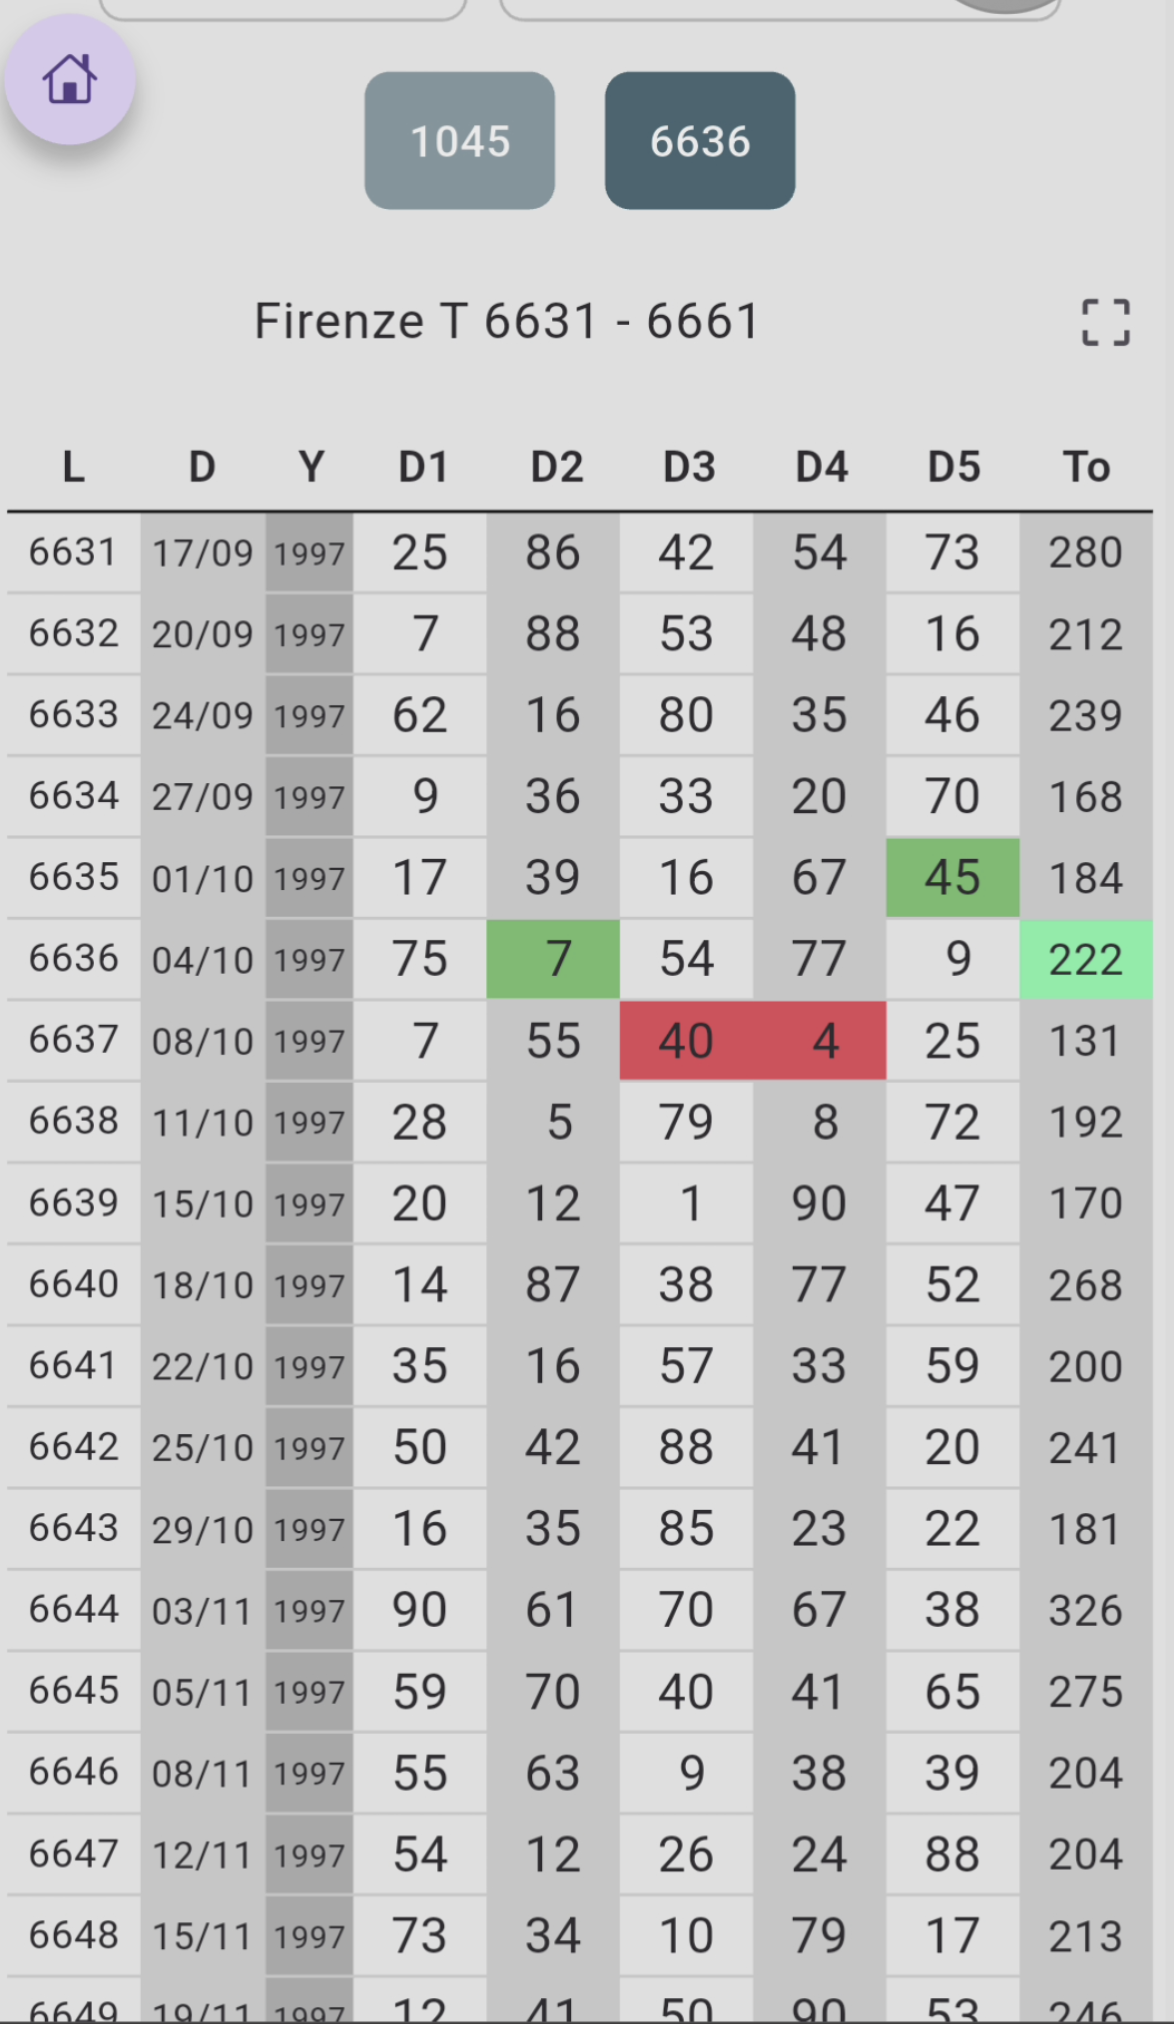 1045 6636
Firenze T 6631 - 6661
L D Y D1 D2 D3 D4 D5 To
6631 17/09 1997 25 86 42 54 73 280
6632 20/09 1997 7 88 53 48 16 212
6633 24/09 1997 62 16 80 35 46 239
6634 27/09 1997 9 36 33 20 70 168
6635 01/10 1997 17 39 16 67 45 184
6636 04/10 1997 75 7 54 77 9 222
6637 08/10 1997 7 55 40 4 25 131
6638 11/10 1997 28 5 79 8 72 192
6639 15/10 1997 20 12 1 90 47 170
6640 18/10 1997 14 87 38 77 52 268
6641 22/10 1997 35 16 57 33 59 200
6642 25/10 1997 50 42 88 41 20 241
6643 29/10 1997 16 35 85 23 22 181
6644 03/11 1997 90 61 70 67 38 326
6645 05/11 1997 59 70 40 41 65 275
6646 08/11 1997 55 63 9 38 39 204
6647 12/11 1997 54 12 26 24 88 204
6648 15/11 1997 73 34 10 79 17 213
6649 19/11 1997 12 41 50 90 53 246